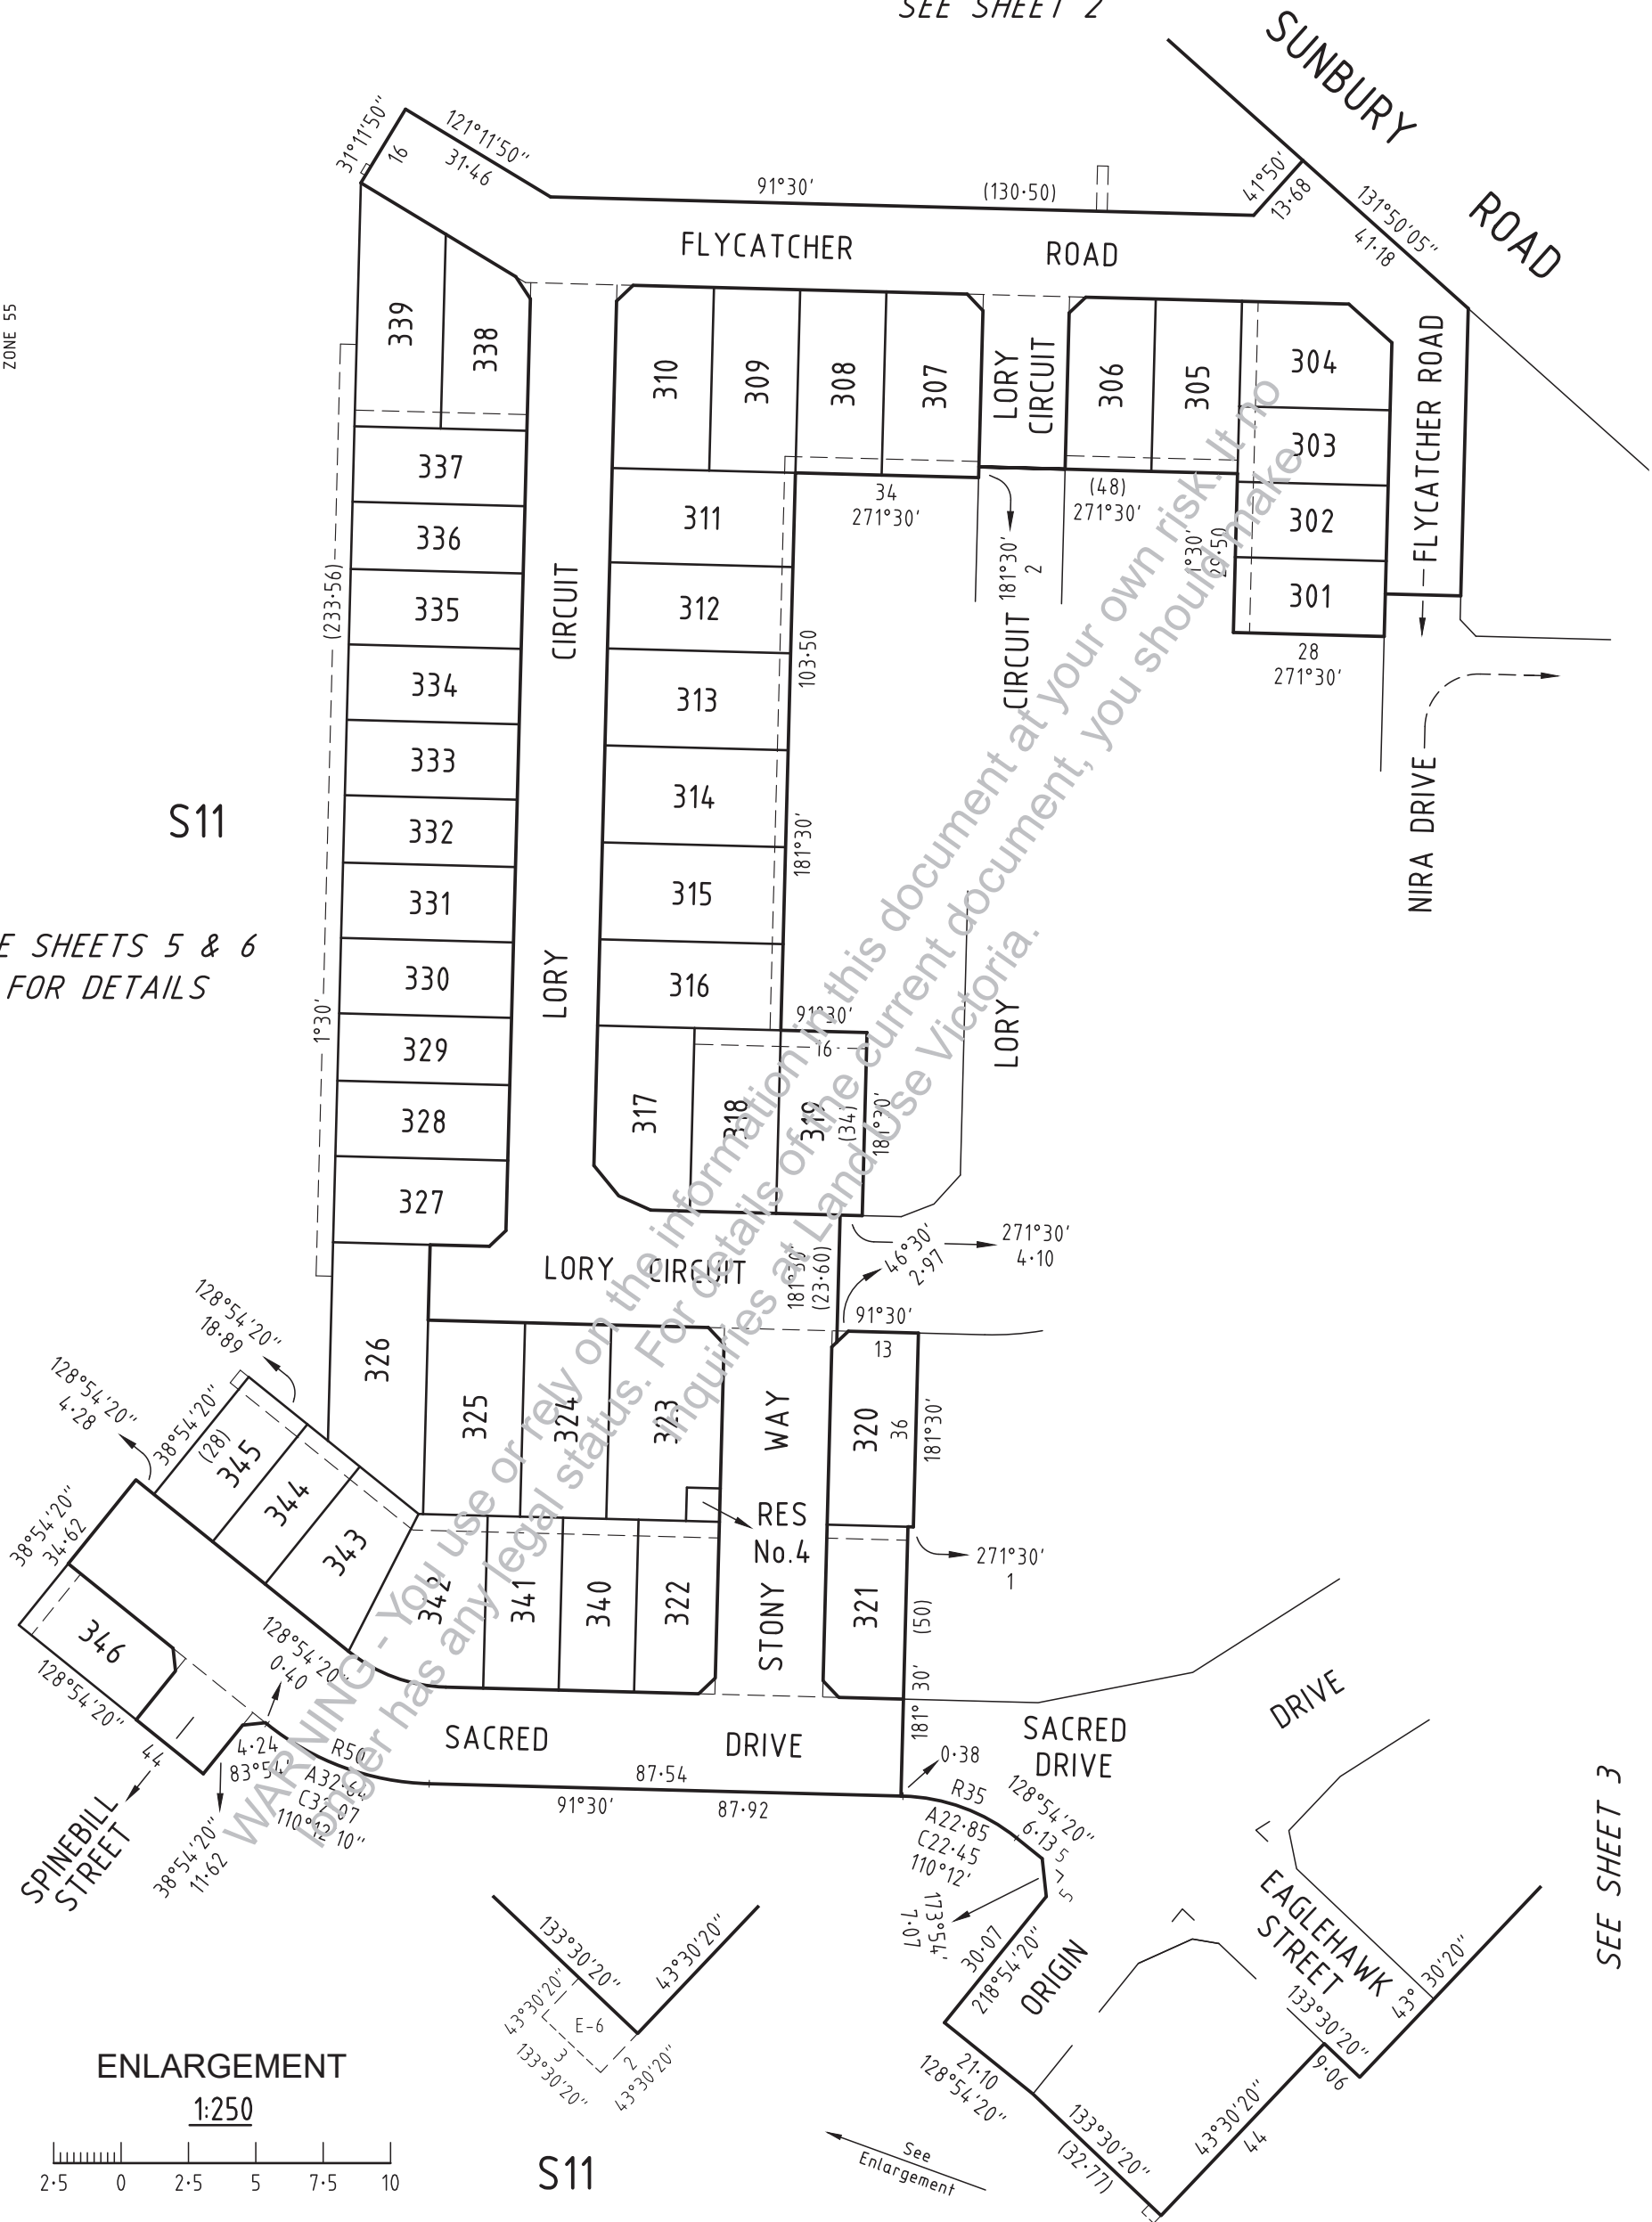 SEE SHEET 2
SUNBURY
ROAD
ZONE 55
31°11'50"
16
121°11'50"
31·46
91°30'
(130·50)
41°50'
13·68
131°50'05"
41·18
FLYCATCHER
ROAD
339
338
310
309
308
307
LORY
CIRCUIT
306
305
304
303
302
301
FLYCATCHER ROAD
34
271°30'
(48)
271°30'
181°30'
2
1°30'
29·50
28
271°30'
NIRA DRIVE
337
336
335
334
333
332
331
330
329
328
327
(233·56)
1°30'
CIRCUIT
LORY
311
312
313
314
315
316
103·50
181°30'
CIRCUIT
LORY
S11
E SHEETS 5 & 6
FOR DETAILS
91°30'
16
317
318
319
(34)
181°30'
LORY CIRCUIT
181°30'
(23·60)
46°30'
2·97
271°30'
4·10
91°30'
13
326
325
324
323
WAY
320
36
181°30'
128°54'20"
18·89
128°54'20"
4·28
38°54'20"
(28)
345
344
343
342
341
340
322
RES
No.4
STONY
321
271°30'
1
(50)
181° 30'
38°54'20"
34·62
346
128°54'20"
44
128°54'20"
0·40
4·24
83°54'
38°54'20"
11·62
R50
A32·64
C32·07
110°12'10"
SPINEBILL
STREET
SACRED
DRIVE
87·54
91°30'
87·92
SACRED
DRIVE
DRIVE
0·38
R35
A22·85
C22·45
110°12'
128°54'20"
6·13
5
7
5
173°54'
7·07
30·07
218°54'20"
ORIGIN
EAGLEHAWK
STREET
133°30'20"
43° 30'20"
9·06
21·10
128°54'20"
133°30'20"
(32·77)
43°30'20"
44
SEE SHEET 3
133°30'20"
43°30'20"
43°30'20"
E-6
3
133°30'20"
2
43°30'20"
ENLARGEMENT
1:250
2·5 0 2·5 5 7·5 10
S11
See
Enlargement
WARNING - You use or rely on the information in this document at your own risk. It no
longer has any legal status. For details of the current document, you should make
inquiries at Land Use Victoria.